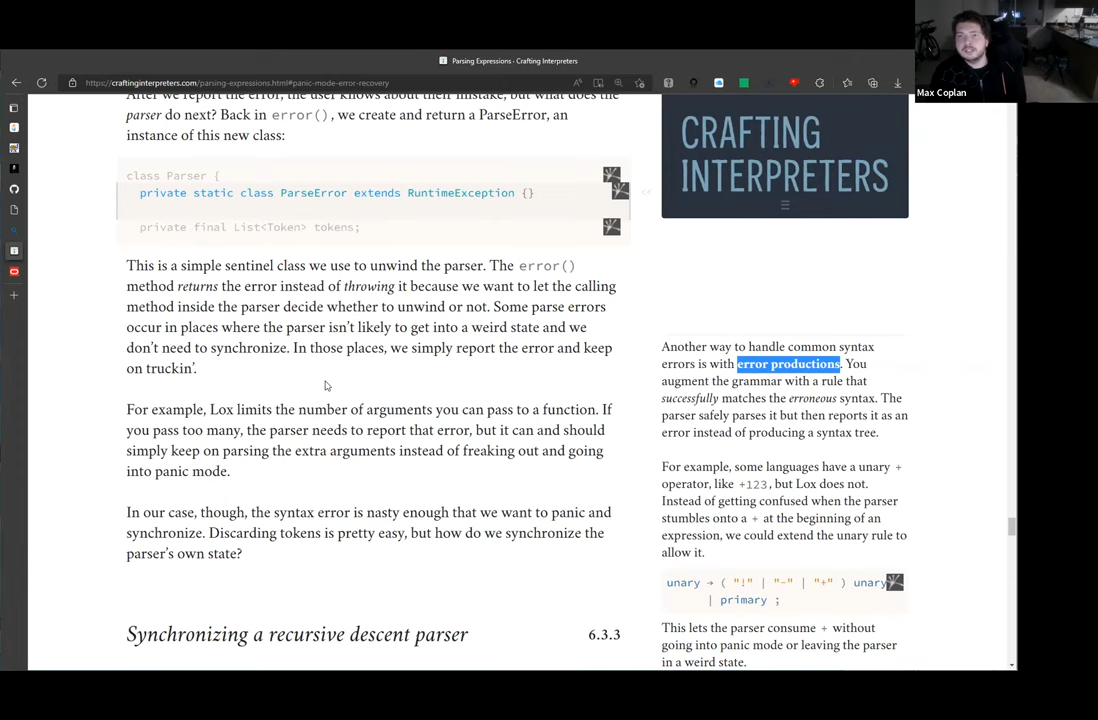 Parsing Expressions · Crafting Interpreters
https://craftinginterpreters.com/parsing-expressions.html#panic-mode-error-recovery
Max Coplan
After we report the error, the user knows about their mistake, but what does the
parser do next? Back in error(), we create and return a ParseError, an
instance of this new class:
class Parser {
private static class ParseError extends RuntimeException {}
private final List<Token> tokens;
This is a simple sentinel class we use to unwind the parser. The error()
method returns the error instead of throwing it because we want to let the calling
method inside the parser decide whether to unwind or not. Some parse errors
occur in places where the parser isn’t likely to get into a weird state and we
don’t need to synchronize. In those places, we simply report the error and keep
on truckin’.
For example, Lox limits the number of arguments you can pass to a function. If
you pass too many, the parser needs to report that error, but it can and should
simply keep on parsing the extra arguments instead of freaking out and going
into panic mode.
In our case, though, the syntax error is nasty enough that we want to panic and
synchronize. Discarding tokens is pretty easy, but how do we synchronize the
parser’s own state?
Synchronizing a recursive descent parser 6.3.3
CRAFTING
INTERPRETERS
<<
Another way to handle common syntax
errors is with error productions. You
augment the grammar with a rule that
successfully matches the erroneous syntax. The
parser safely parses it but then reports it as an
error instead of producing a syntax tree.
For example, some languages have a unary +
operator, like +123, but Lox does not.
Instead of getting confused when the parser
stumbles onto a + at the beginning of an
expression, we could extend the unary rule to
allow it.
unary → ( "!" | "-" | "+" ) unary
| primary ;
This lets the parser consume + without
going into panic mode or leaving the parser
in a weird state.